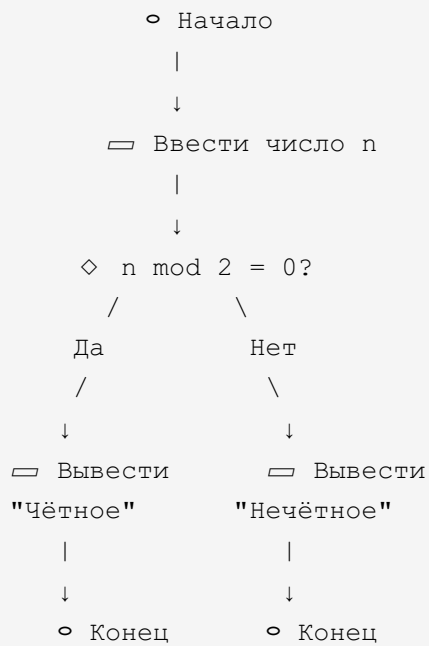 Начало
Ввести число n
n mod 2 = 0?
Да Нет
Вывести Вывести
"Чётное" "Нечётное"
Конец Конец